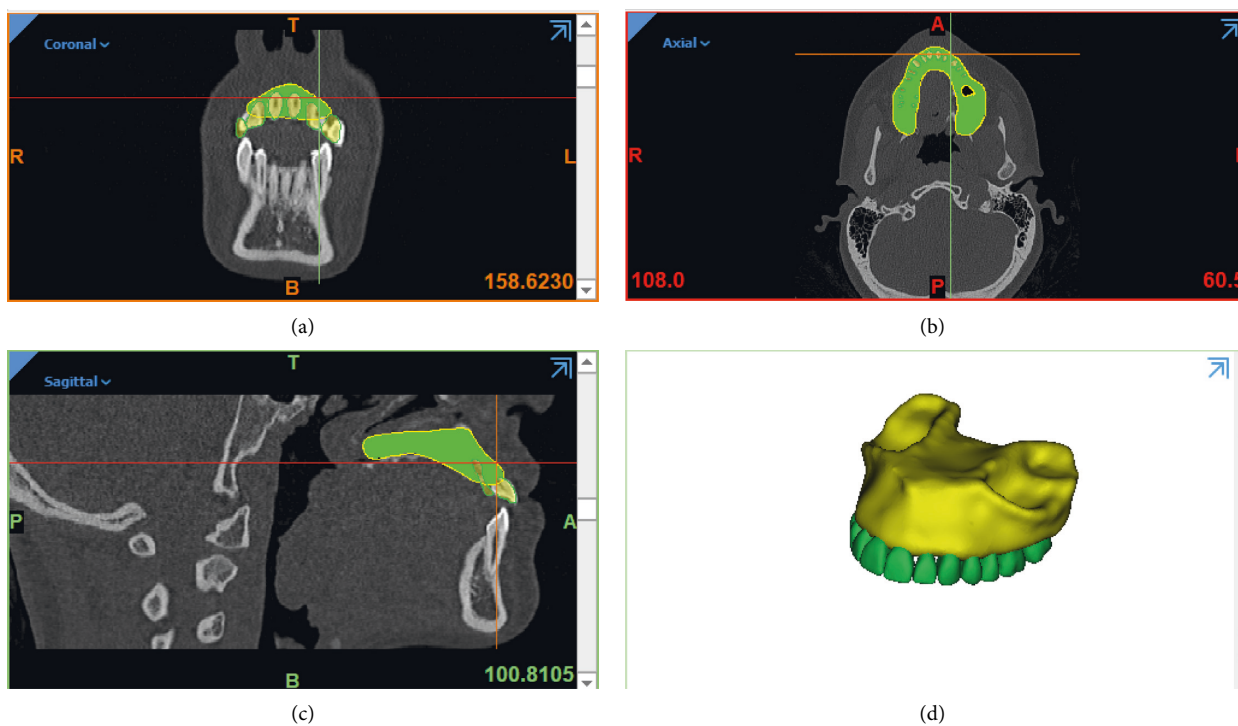 T
Coronal
R
L
B
158.6230
(a)
A
Axial
R
108.0
P
60.5
(b)
T
Sagittal
P
A
B
100.8105
(c)
(d)